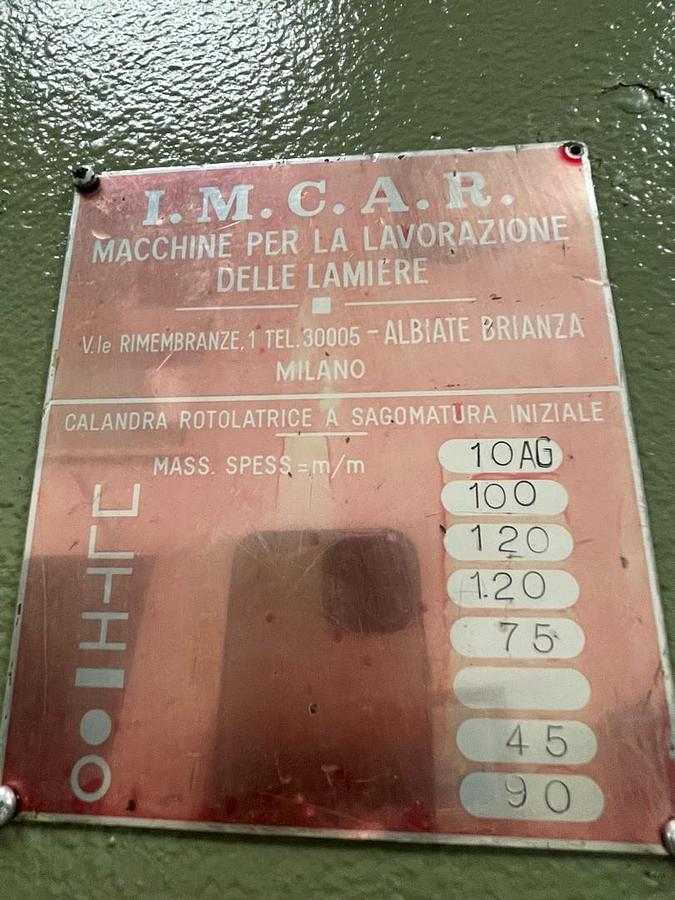 I. M. C. A. R.
MACCHINE PER LA LAVORAZIONE
DELLE LAMIERE
V.le RIMEMBRANZE, 1 TEL. 30005 - ALBIATE BRIANZA
MILANO
CALANDRA ROTOLATRICE A SAGOMATURA INIZIALE
MASS. SPESS = m/m
10AG
100
120
120
75
45
90